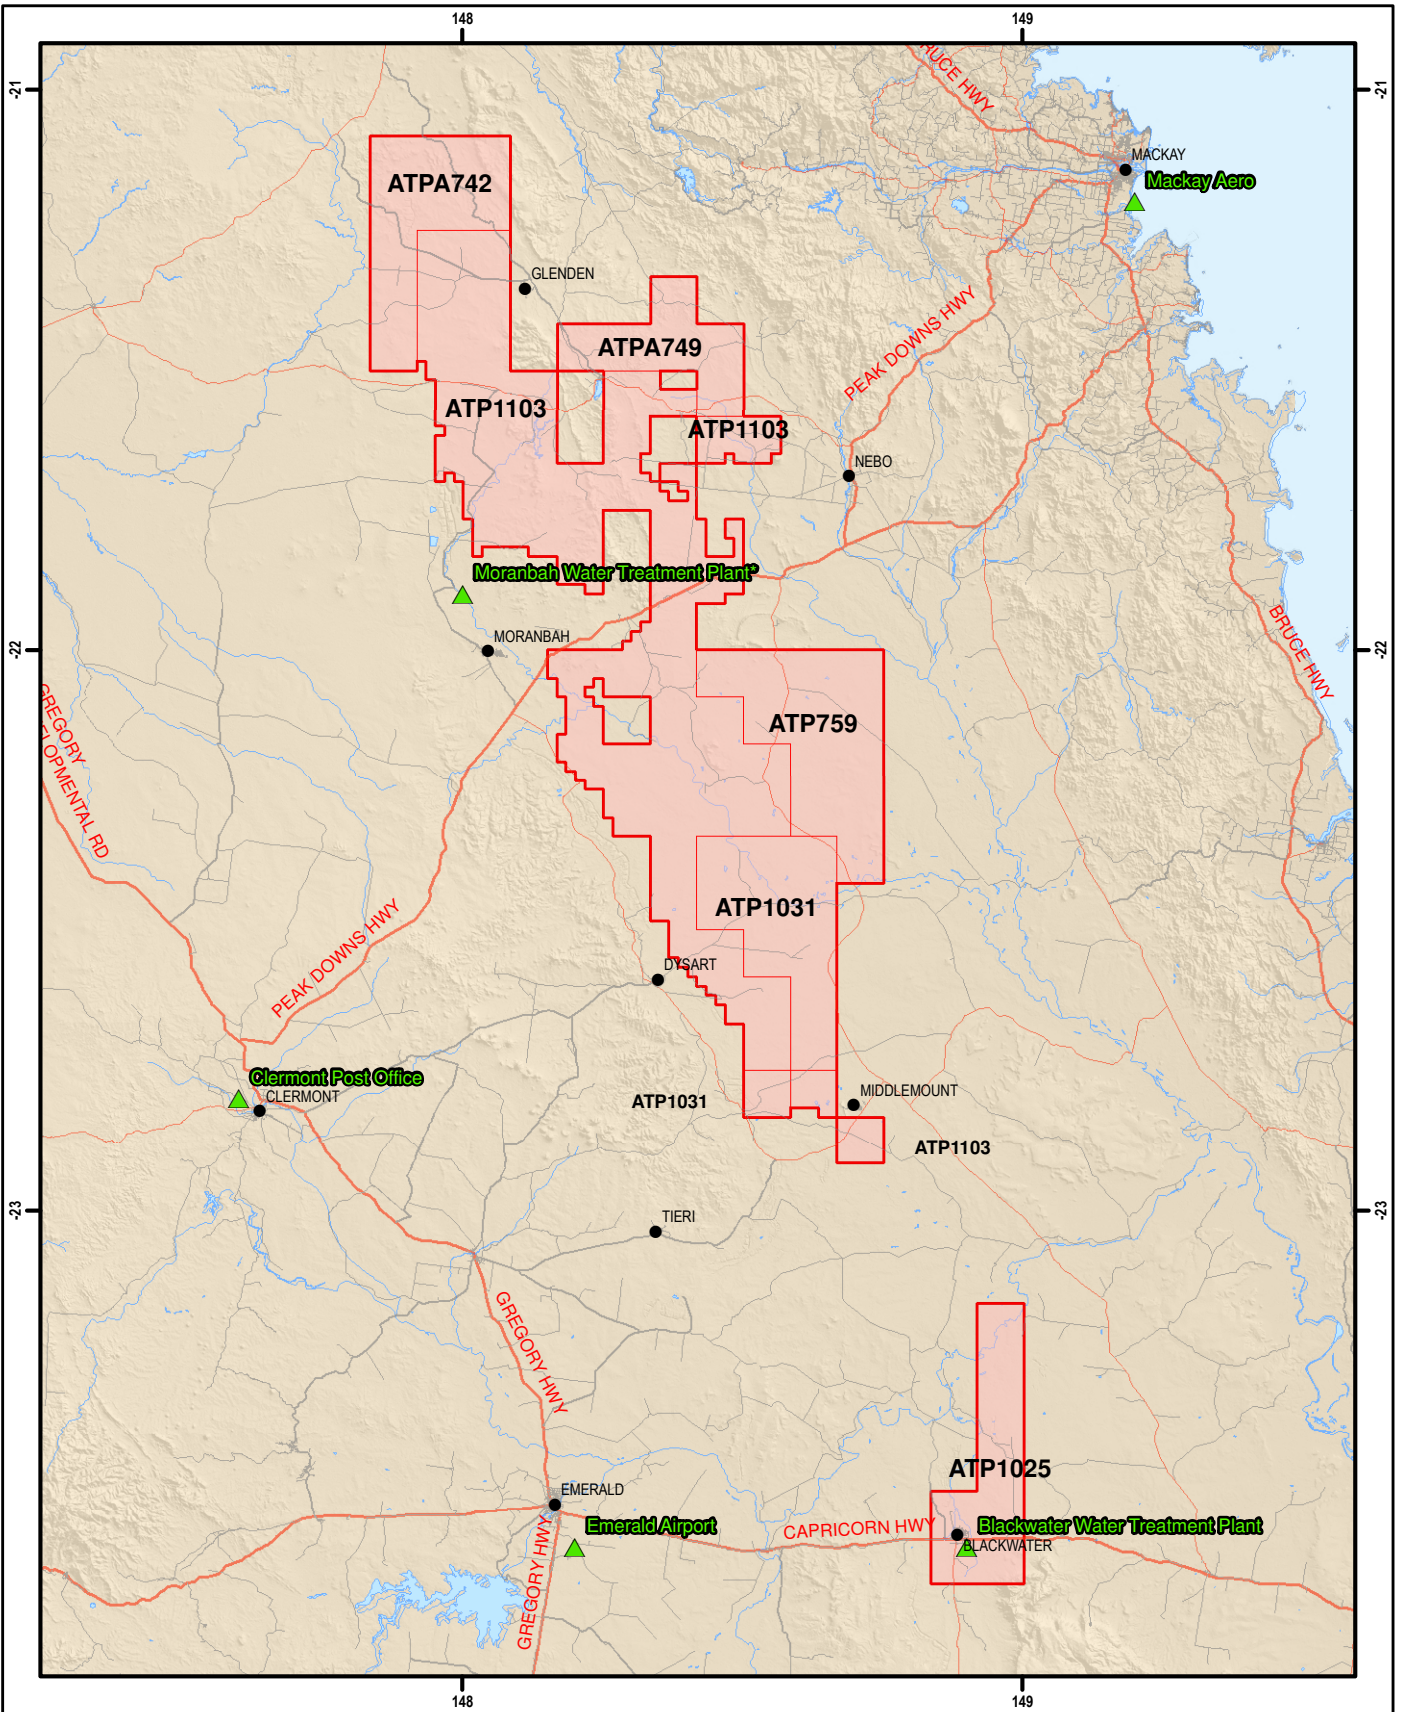 148
149
-21
-21
RUCE HWY
MACKAY
Mackay Aero
ATPA742
GLENDEN
PEAK DOWNS HWY
ATPA749
ATP1103
ATP1103
NEBO
Moranbah Water Treatment Plant*
MORANBAH
-22
-22
BRUCE HWY
GREGORY
ELOPMENTAL RD
ATP759
ATP1031
PEAK DOWNS HWY
DYSART
Clermont Post Office
CLERMONT
ATP1031
MIDDLEMOUNT
ATP1103
-23
-23
TIERI
GREGORY HWY
ATP1025
EMERALD
Emerald Airport
CAPRICORN HWY
Blackwater Water Treatment Plant
BLACKWATER
GREGORY HWY
148
149